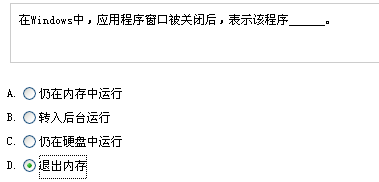 在Windows中，应用程序窗口被关闭后，表示该程序______。
A. 仍在内存中运行
B. 转入后台运行
C. 仍在硬盘中运行
D. 退出内存